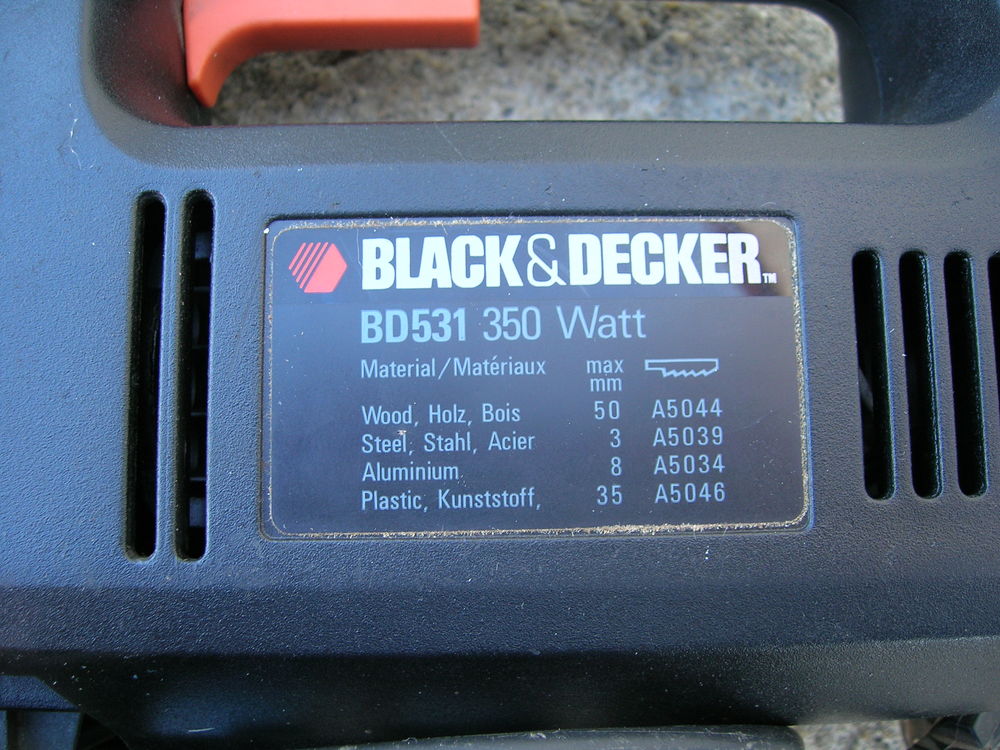 BLACK&DECKER™
BD531 350 Watt
Material/Matériaux max
mm
Wood, Holz, Bois 50 A5044
Steel, Stahl, Acier 3 A5039
Aluminium 8 A5034
Plastic, Kunststoff, 35 A5046